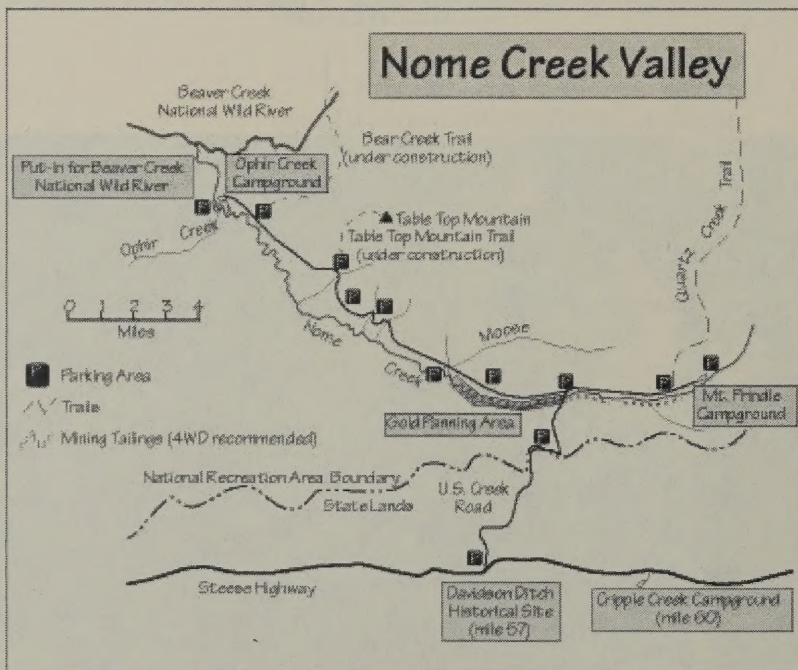 Nome Creek Valley
Beaver Creek
National Wild River
Bear Creek Trail
(under construction)
Put-in for Beaver Creek
National Wild River
Ophir Creek
Campground
P
P
Ophir Creek
Table Top Mountain
Table Top Mountain Trail
(under construction)
P
P
P
Quartz Creek Trail
0 1 2 3 4
Miles
Nome Creek
Moose
P
P
P
P
P
P Parking Area
Trails
Mining Tailings (4WD recommended)
Gold Panning Area
Mt. Prindle
Campground
P
National Recreation Area Boundary
State Lands
U.S. Creek
Road
P
Steese Highway
Davidson Ditch
Historical Site
(mile 57)
Cripple Creek Campground
(mile 60)